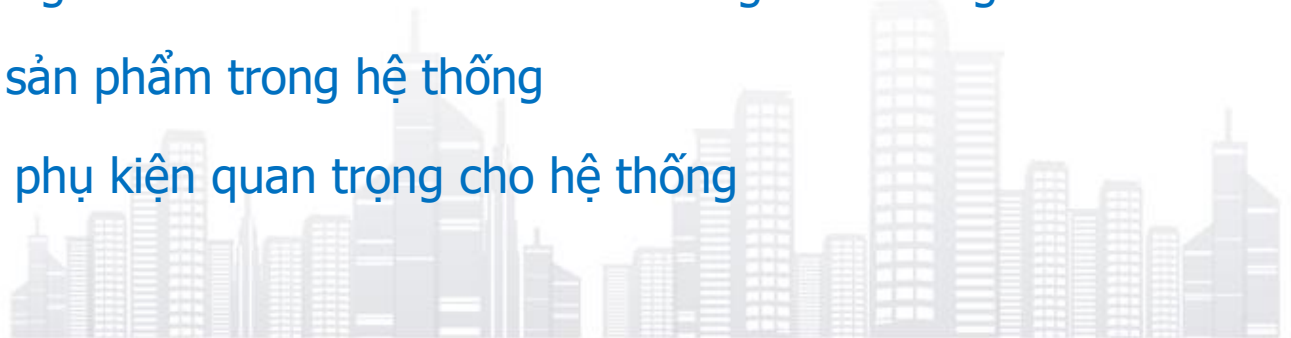 sản phẩm trong hệ thống
phụ kiện quan trọng cho hệ thống